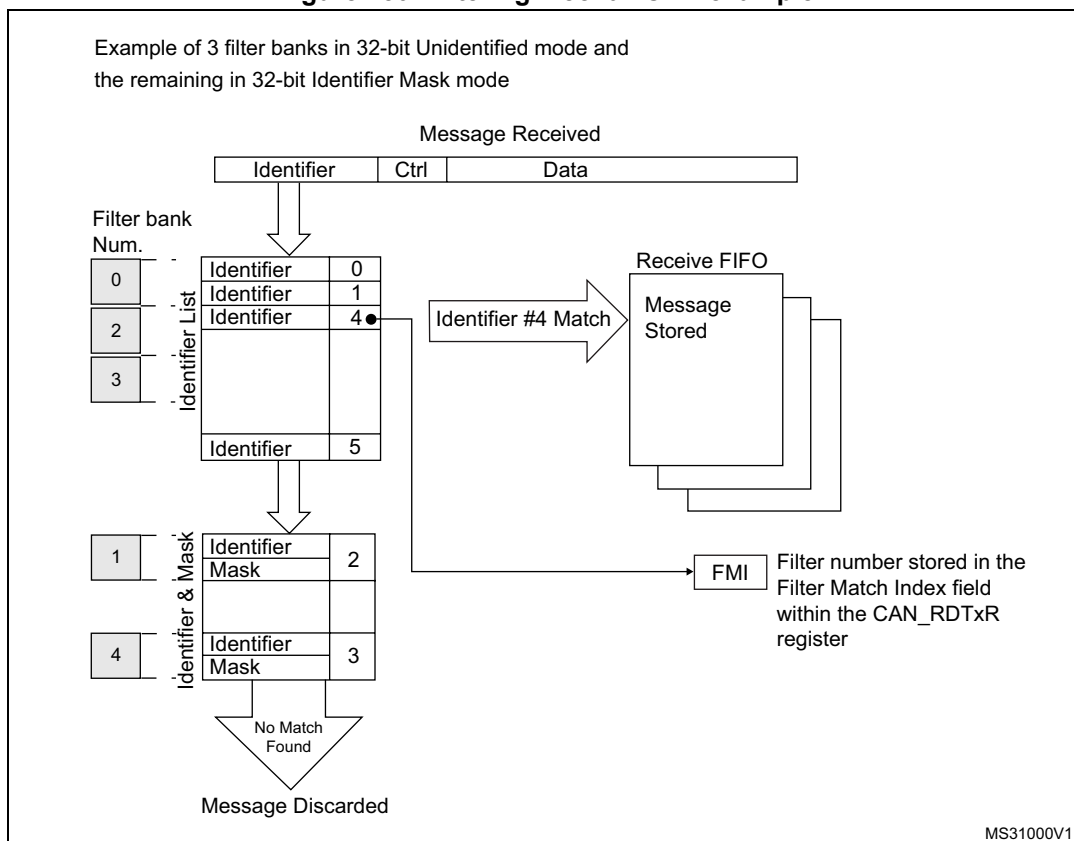 Example of 3 filter banks in 32-bit Unidentified mode and
the remaining in 32-bit Identifier Mask mode
Message Received
Identifier Ctrl Data
Filter bank
Num.
0
2
3
Identifier List
Identifier 0
Identifier 1
Identifier 4
Identifier 5
Identifier #4 Match
Receive FIFO
Message
Stored
1
4
Identifier & Mask
Identifier
Mask
2
Identifier
Mask
3
FMI
Filter number stored in the
Filter Match Index field
within the CAN_RDTxR
register
No Match
Found
Message Discarded
MS31000V1